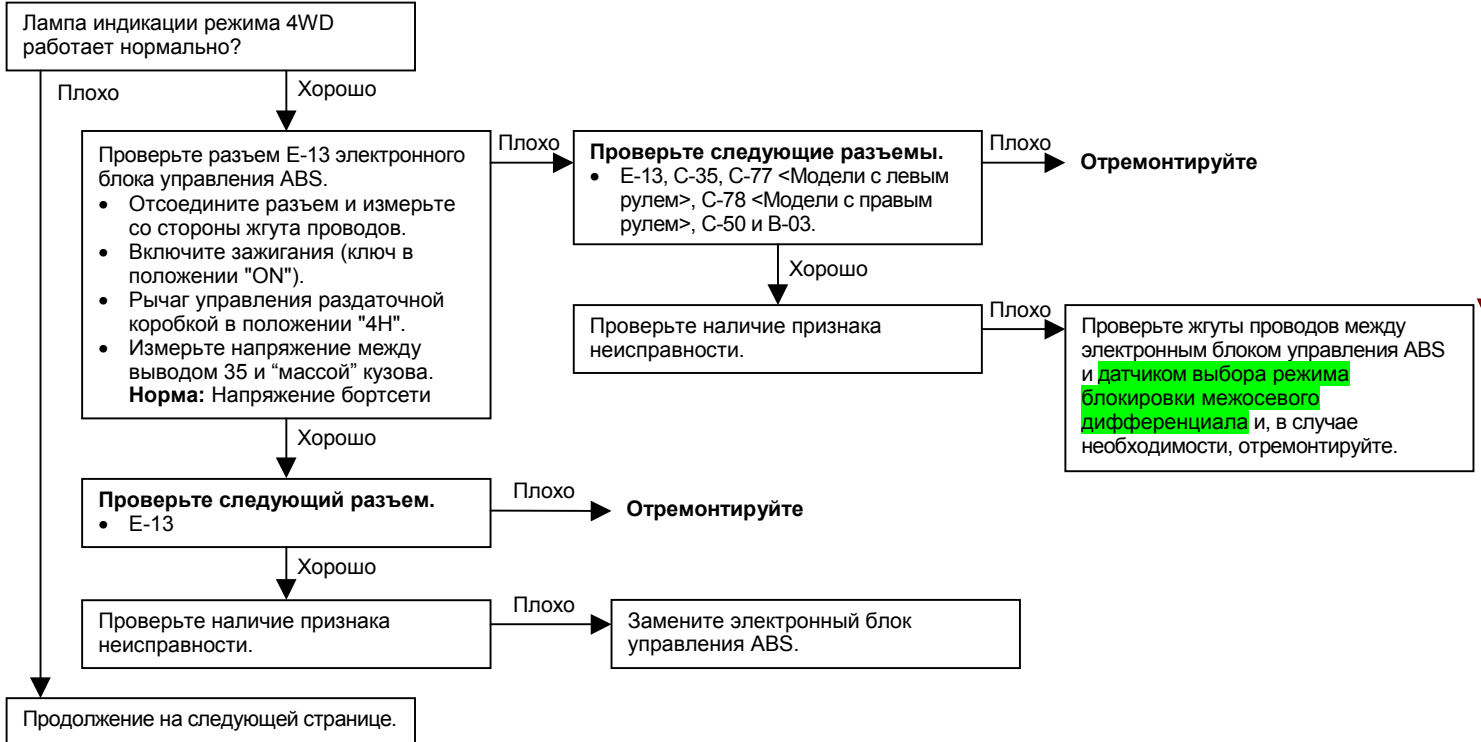 Лампа индикации режима 4WD
работает нормально?
Плохо
Хорошо
Проверьте разъем Е-13 электронного
блока управления ABS.
• Отсоедините разъем и измерьте
со стороны жгута проводов.
• Включите зажигания (ключ в
положении "ON").
• Рычаг управления раздаточной
коробкой в положении "4H".
• Измерьте напряжение между
выводом 35 и “массой” кузова.
Норма: Напряжение бортсети
Плохо
Проверьте следующие разъемы.
• Е-13, С-35, С-77 <Модели с левым
рулем>, С-78 <Модели с правым
рулем>, С-50 и В-03.
Плохо
Отремонтируйте
Хорошо
Проверьте наличие признака
неисправности.
Плохо
Проверьте жгуты проводов между
электронным блоком управления ABS
и датчиком выбора режима
блокировки межосевого
дифференциала и, в случае
необходимости, отремонтируйте.
Хорошо
Проверьте следующий разъем.
• Е-13
Плохо
Отремонтируйте
Хорошо
Проверьте наличие признака
неисправности.
Плохо
Замените электронный блок
управления ABS.
Продолжение на следующей странице.